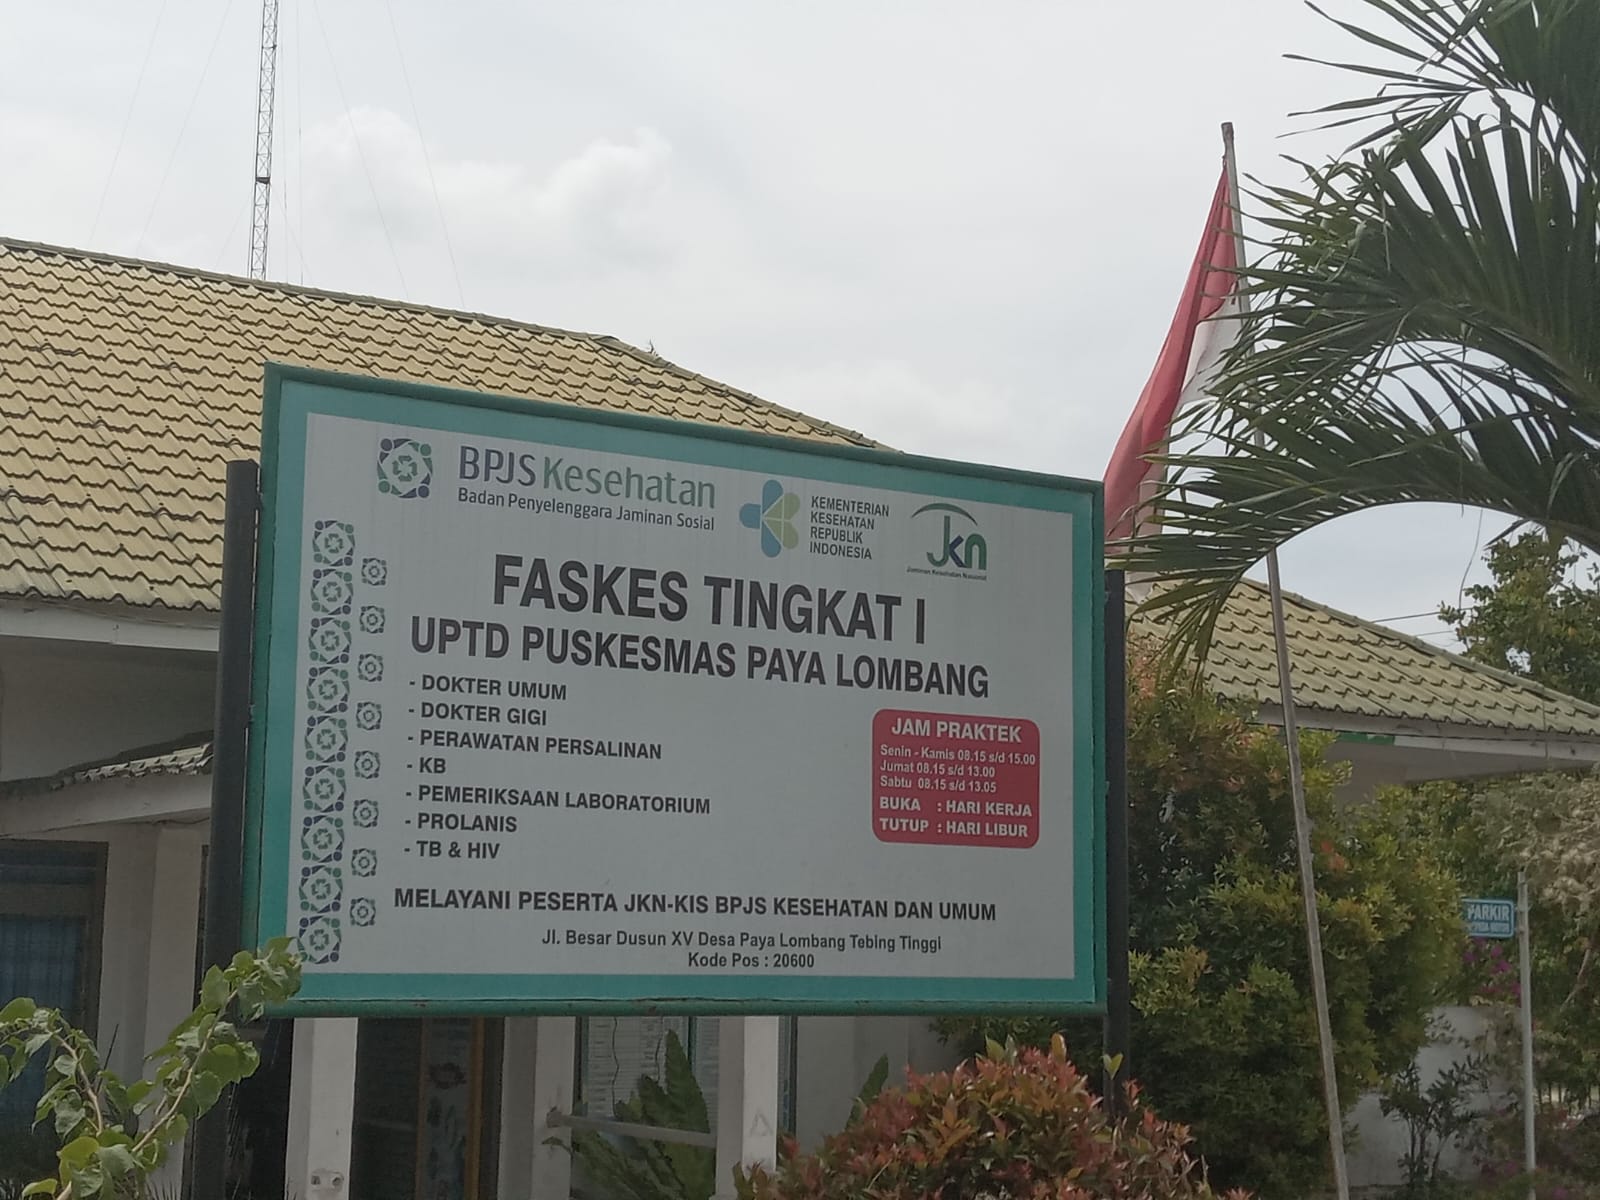 BPJS Kesehatan
Badan Penyelenggara Jaminan Sosial
KEMENTERIAN
KESEHATAN
REPUBLIK
INDONESIA
Jkn
Jaminan Kesehatan Nasional
FASKES TINGKAT I
UPTD PUSKESMAS PAYA LOMBANG
- DOKTER UMUM
- DOKTER GIGI
- PERAWATAN PERSALINAN
- KB
- PEMERIKSAAN LABORATORIUM
- PROLANIS
- TB & HIV
JAM PRAKTEK
Senin - Kamis 08.15 s/d 15.00
Jumat 08.15 s/d 13.00
Sabtu 08.15 s/d 13.05
BUKA : HARI KERJA
TUTUP : HARI LIBUR
MELAYANI PESERTA JKN-KIS BPJS KESEHATAN DAN UMUM
Jl. Besar Dusun XV Desa Paya Lombang Tebing Tinggi
Kode Pos : 20600
PARKIR